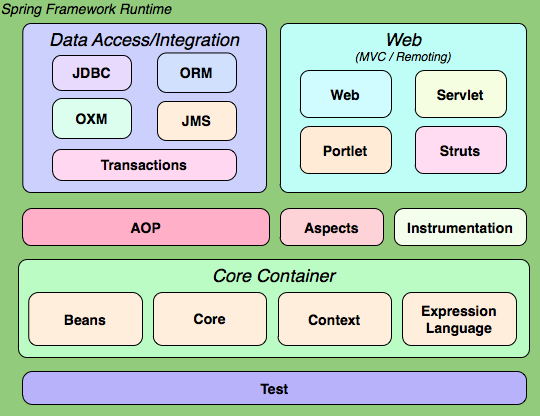 Spring Framework Runtime
Data Access/Integration
JDBC
ORM
OXM
JMS
Transactions
Web
(MVC / Remoting)
Web
Servlet
Portlet
Struts
AOP
Aspects
Instrumentation
Core Container
Beans
Core
Context
Expression
Language
Test